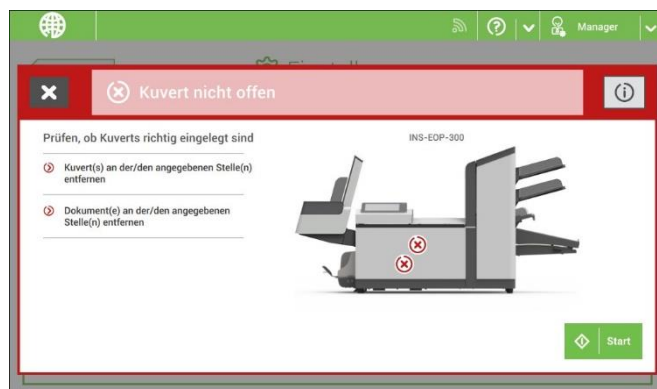 Manager
Kuvert nicht offen
Prüfen, ob Kuverts richtig eingelegt sind
INS-EOP-300
Kuvert(s) an der/den angegebenen Stelle(n)
entfernen
Dokument(e) an der/den angegebenen
Stelle(n) entfernen
Start